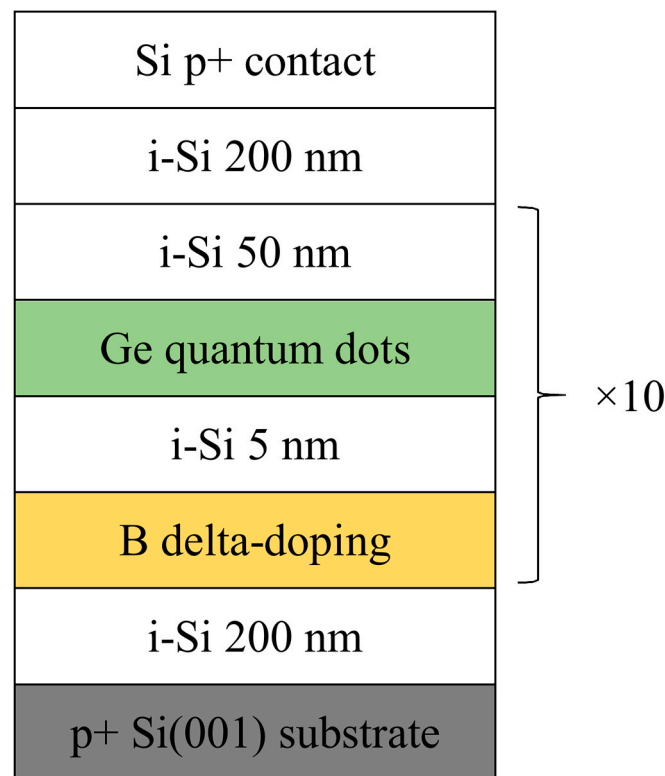 Si p+ contact
i-Si 200 nm
i-Si 50 nm
Ge quantum dots
i-Si 5 nm
B delta-doping
i-Si 200 nm
p+ Si(001) substrate
×10